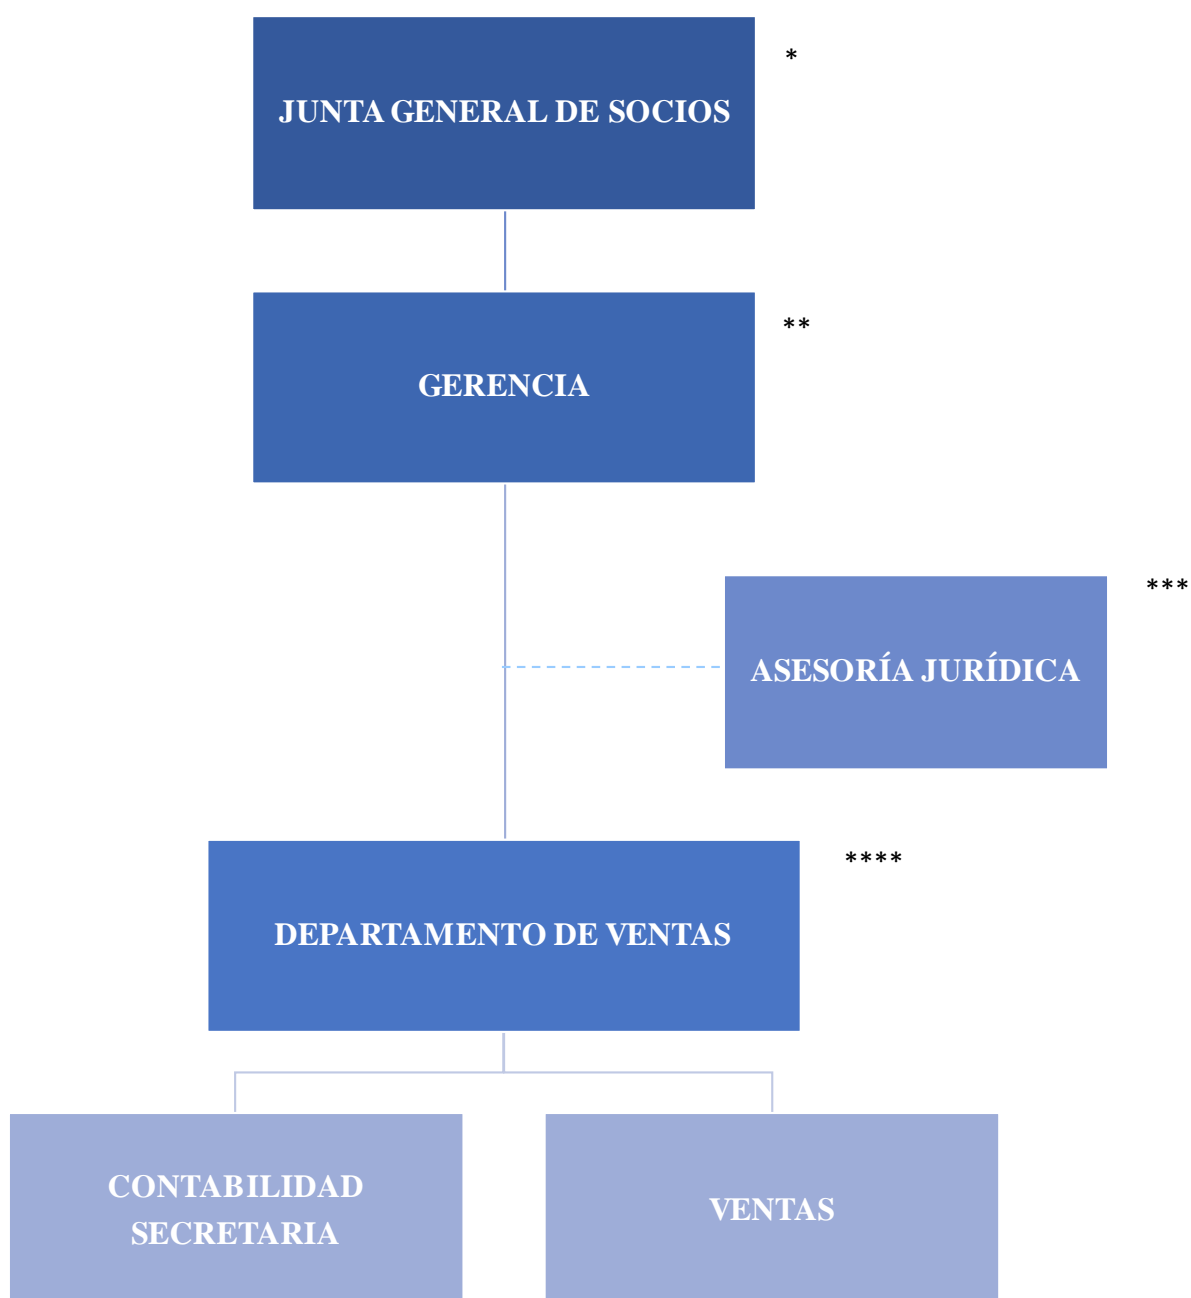 *
JUNTA GENERAL DE SOCIOS
**
GERENCIA
***
ASESORÍA JURÍDICA
****
DEPARTAMENTO DE VENTAS
CONTABILIDAD
SECRETARIA
VENTAS